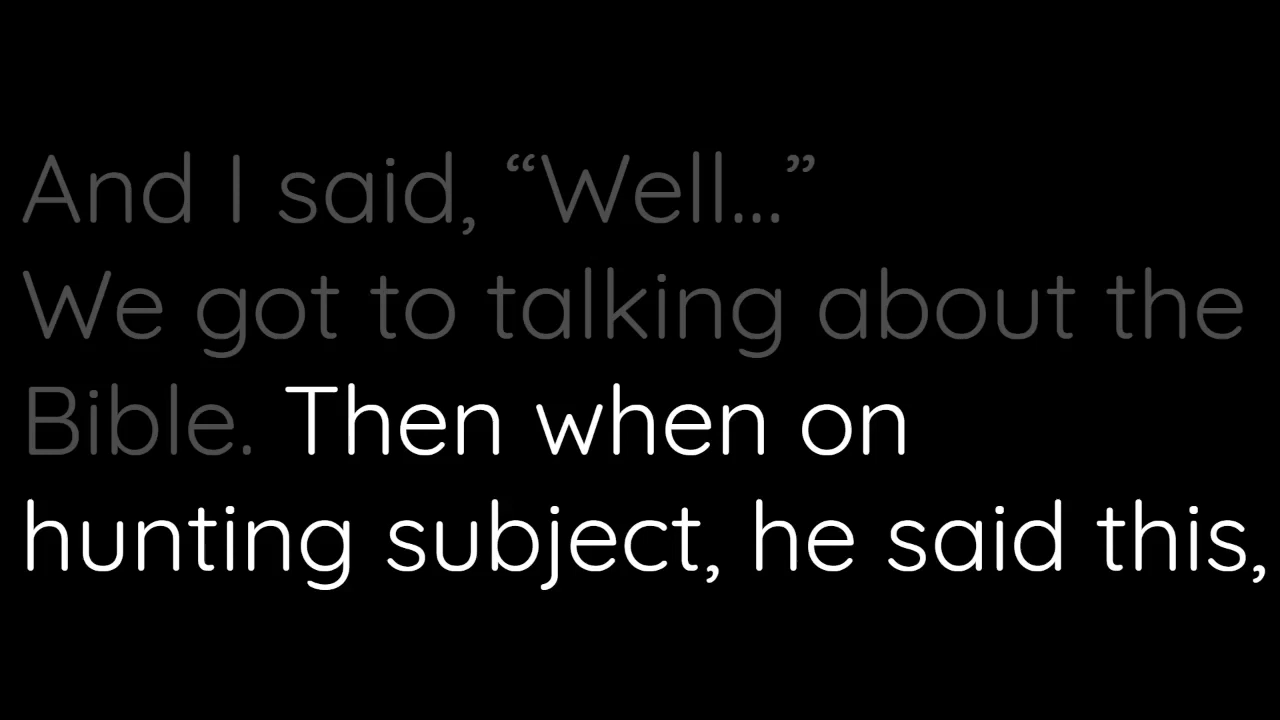 And I said, “Well...”
We got to talking about the
Bible. Then when on
hunting subject, he said this,